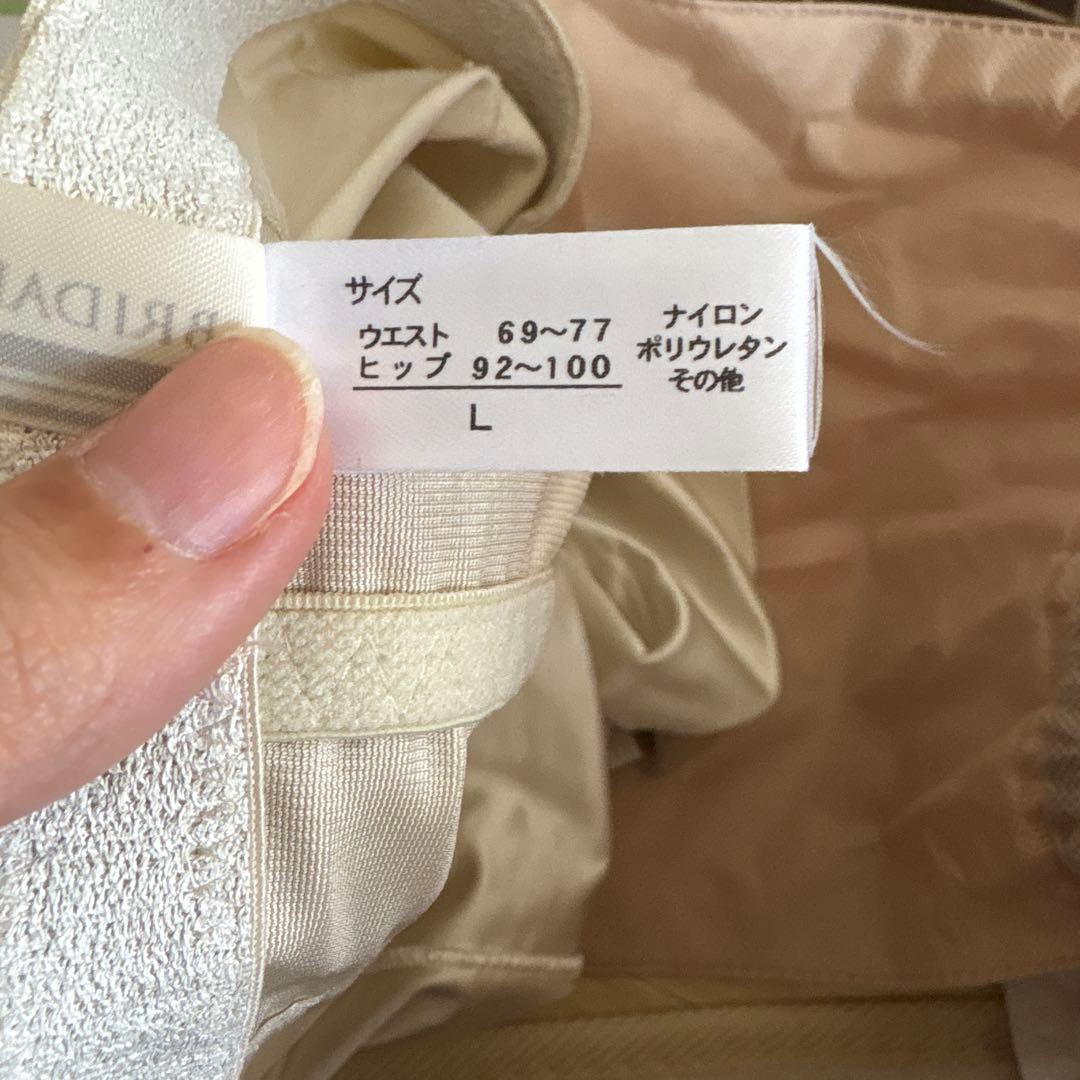 サイズ
ウエスト 69～77
ヒップ 92～100
L
ナイロン
ポリウレタン
その他
BRIDA